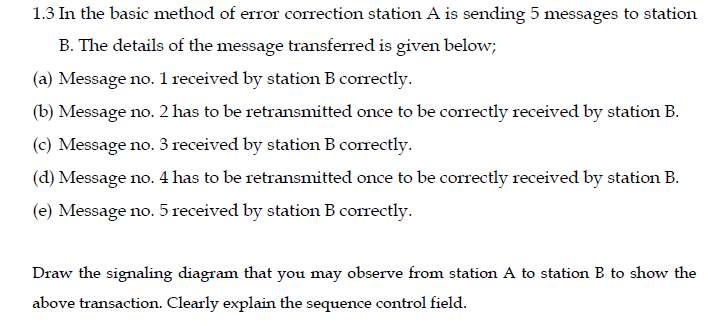 1.3 In the basic method of error correction station A is sending 5 messages to station
B. The details of the message transferred is given below;
(a) Message no. 1 received by station B correctly.
(b) Message no. 2 has to be retransmitted once to be correctly received by station B.
(c) Message no. 3 received by station B correctly.
(d) Message no. 4 has to be retransmitted once to be correctly received by station B.
(e) Message no. 5 received by station B correctly.
Draw the signaling diagram that you may observe from station A to station B to show the
above transaction. Clearly explain the sequence control field.